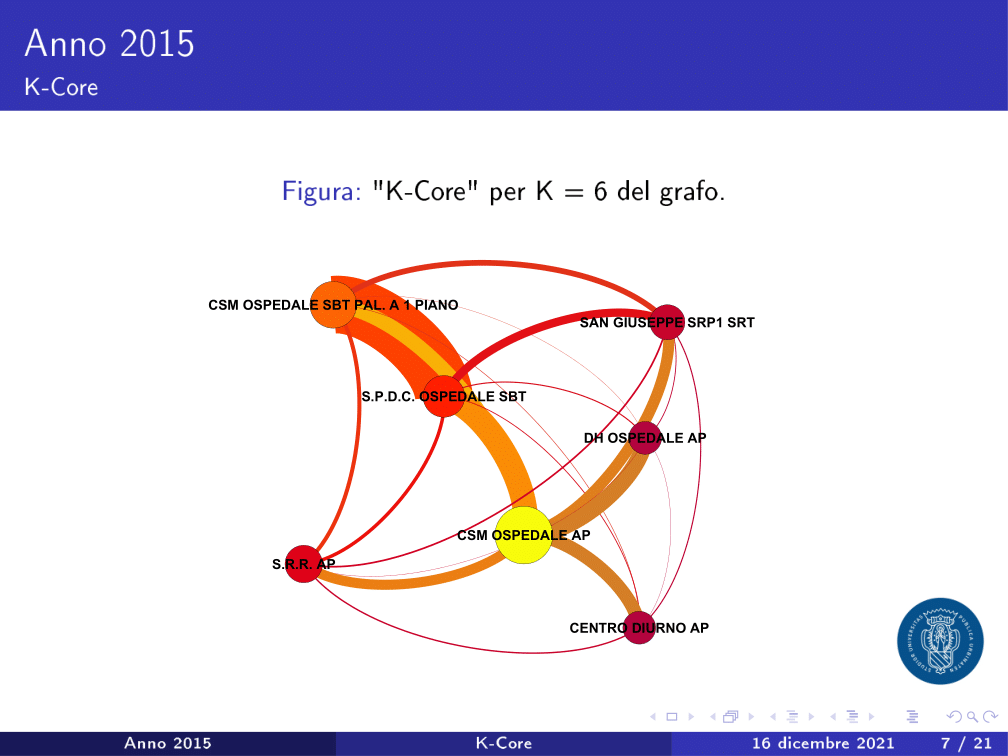 Anno 2015
K-Core
Figura: "K-Core" per K = 6 del grafo.
CSM OSPEDALE SBT PAL. A 1 PIANO
SAN GIUSEPPE SRP1 SRT
S.P.D.C. OSPEDALE SBT
DH OSPEDALE AP
CSM OSPEDALE AP
S.R.R. AP
CENTRO DIURNO AP
Anno 2015 K-Core 16 dicembre 2021 7 / 21